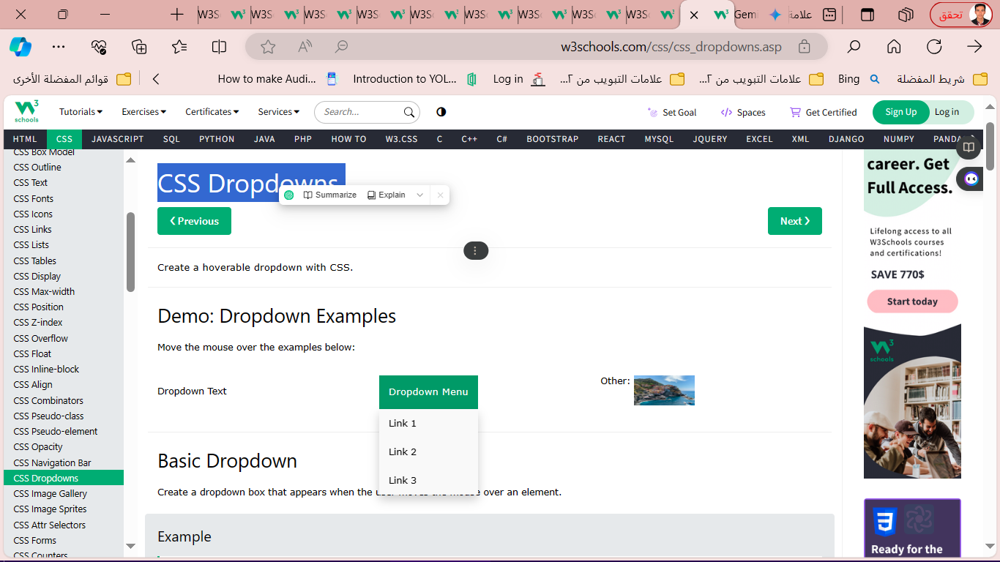 W3S W3S W3S W3S W3S W3S W3S W3S W3S Gem علامة تحقق
w3schools.com/css/css_dropdowns.asp
How to make Audi... Introduction to YOL... Log in علامات التبويب من ٢... علامات التبويب من ٢... Bing شريط المفضلة
قوائم المفضلة الأخرى
W3 schools
Tutorials Exercises Certificates Services Search... Set Goal Spaces Get Certified Sign Up Log in
HTML CSS JAVASCRIPT SQL PYTHON JAVA PHP HOW TO W3.CSS C C++ C# BOOTSTRAP REACT MYSQL JQUERY EXCEL XML DJANGO NUMPY PANDA
CSS Box Model
CSS Outline
CSS Text
CSS Fonts
CSS Icons
CSS Links
CSS Lists
CSS Tables
CSS Display
CSS Max-width
CSS Position
CSS Z-index
CSS Overflow
CSS Float
CSS Inline-block
CSS Align
CSS Combinators
CSS Pseudo-class
CSS Pseudo-element
CSS Opacity
CSS Navigation Bar
CSS Dropdowns
CSS Image Gallery
CSS Image Sprites
CSS Attr Selectors
CSS Forms
CSS Counters
CSS Dropdowns
Summarize Explain
❮ Previous
Next ❯
Create a hoverable dropdown with CSS.
Demo: Dropdown Examples
Move the mouse over the examples below:
Dropdown Text
Dropdown Menu
Link 1
Link 2
Link 3
Other:
Basic Dropdown
Create a dropdown box that appears when the user moves the mouse over an element.
Example
career. Get
Full Access.
Lifelong access to all
W3Schools courses
and certifications!
SAVE 770$
Start today
W3 schools
Ready for the